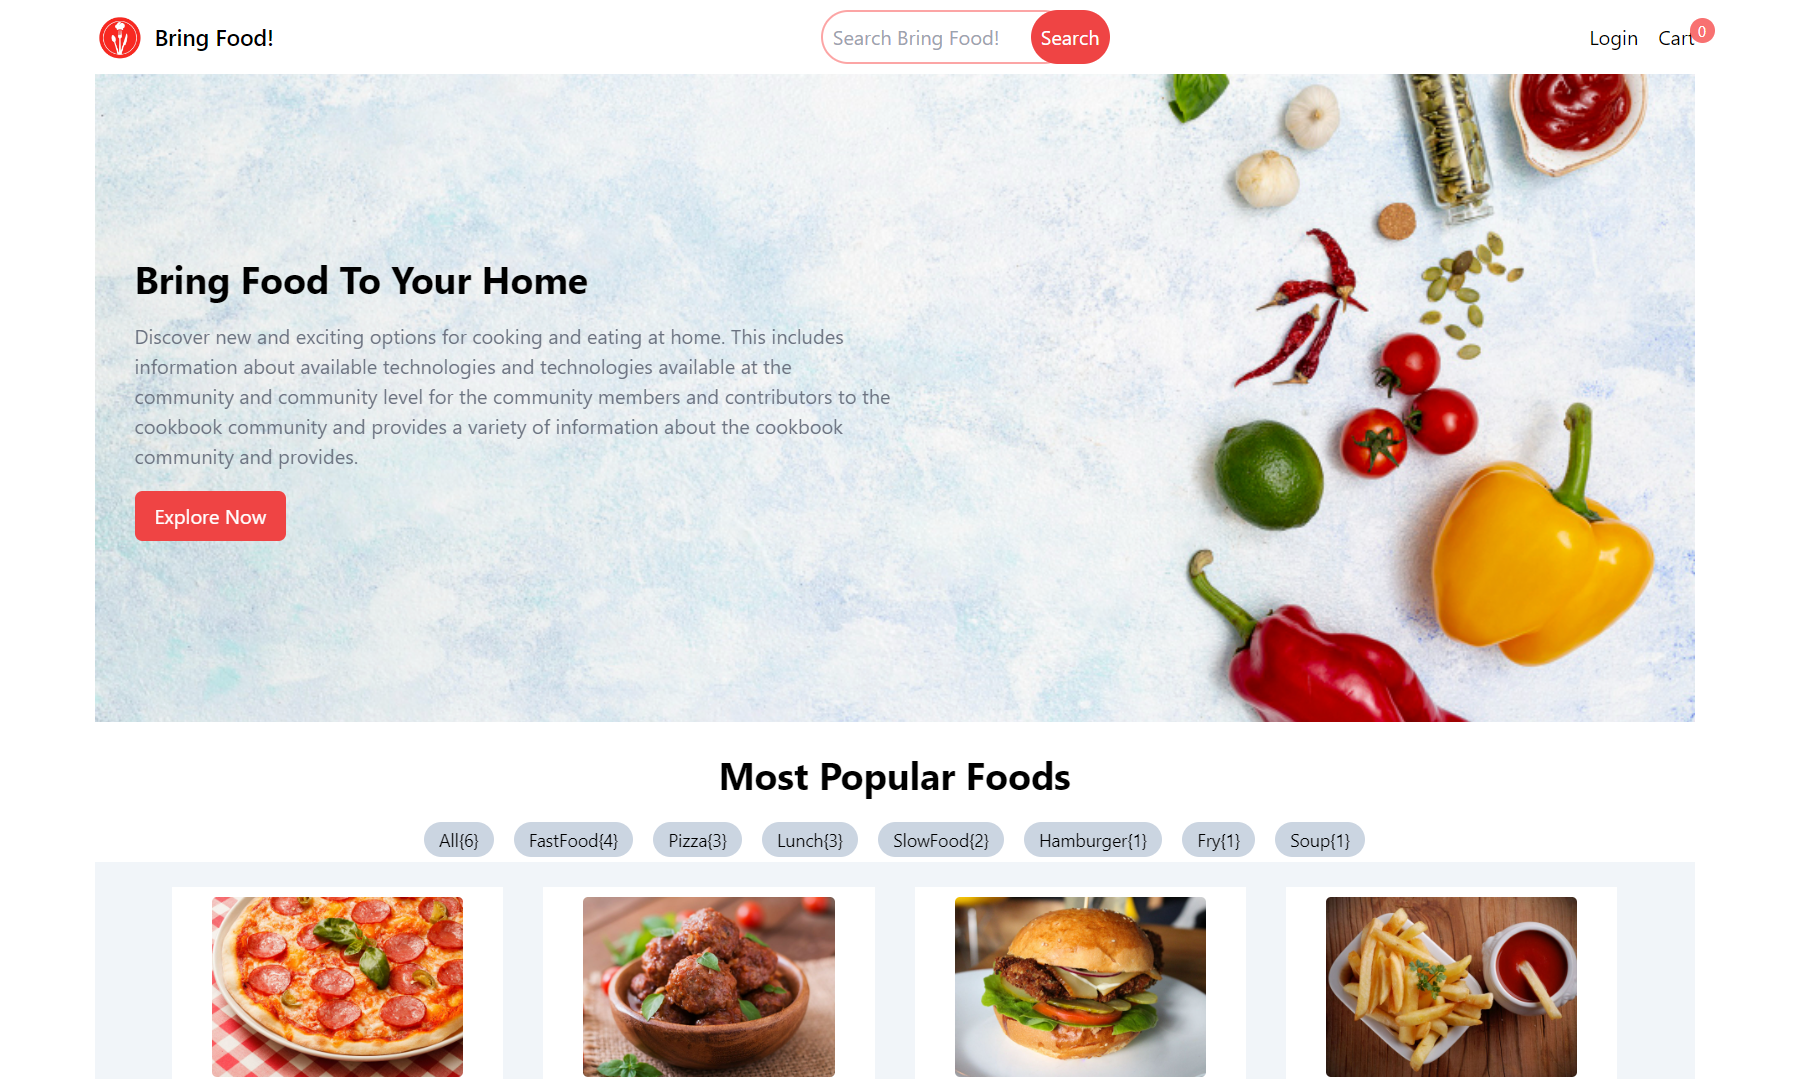 Bring Food!
Search Bring Food!
Search
Login
Cart
0
Bring Food To Your Home
Discover new and exciting options for cooking and eating at home. This includes
information about available technologies and technologies available at the
community and community level for the community members and contributors to the
cookbook community and provides a variety of information about the cookbook
community and provides.
Explore Now
Most Popular Foods
All{6}
FastFood{4}
Pizza{3}
Lunch{3}
SlowFood{2}
Hamburger{1}
Fry{1}
Soup{1}